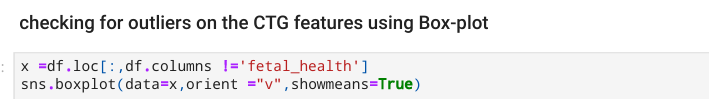 checking for outliers on the CTG features using Box-plot
: x =df.loc[:,df.columns !='fetal_health']
sns.boxplot(data=x,orient ="v",showmeans=True)